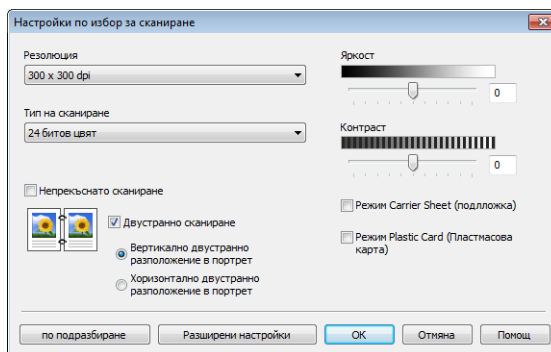 Настройки по избор за сканиране
Резолюция
300 x 300 dpi
Тип на сканиране
24 битов цвят
Непрекъснато сканиране
Двустранно сканиране
Вертикално двустранно
разположение в портрет
Хоризонтално двустранно
разположение в портрет
Яркост
0
Контраст
0
Режим Carrier Sheet (подлложка)
Режим Plastic Card (Пластмасова
карта)
по подразбиране
Разширени настройки
OK
Отмяна
Помощ